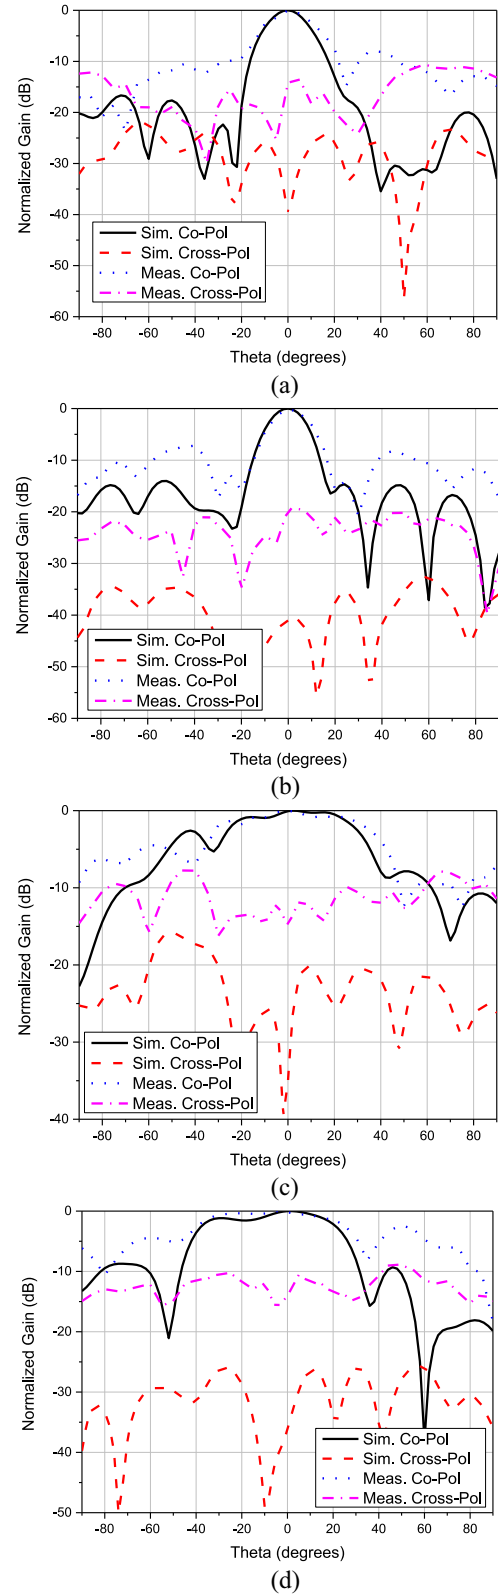 0
-10
-20
-30
-40
-50
-60
Normalized Gain (dB)
Sim. Co-Pol
Sim. Cross-Pol
Meas. Co-Pol
Meas. Cross-Pol
-80 -60 -40 -20 0 20 40 60 80
Theta (degrees)
(a)
0
-10
-20
-30
-40
-50
-60
Normalized Gain (dB)
Sim. Co-Pol
Sim. Cross-Pol
Meas. Co-Pol
Meas. Cross-Pol
-80 -60 -40 -20 0 20 40 60 80
Theta (degrees)
(b)
0
-10
-20
-30
-40
Normalized Gain (dB)
Sim. Co-Pol
Sim. Cross-Pol
Meas. Co-Pol
Meas. Cross-Pol
-80 -60 -40 -20 0 20 40 60 80
Theta (degrees)
(c)
0
-10
-20
-30
-40
-50
Normalized Gain (dB)
Sim. Co-Pol
Sim. Cross-Pol
Meas. Co-Pol
Meas. Cross-Pol
-80 -60 -40 -20 0 20 40 60 80
Theta (degrees)
(d)